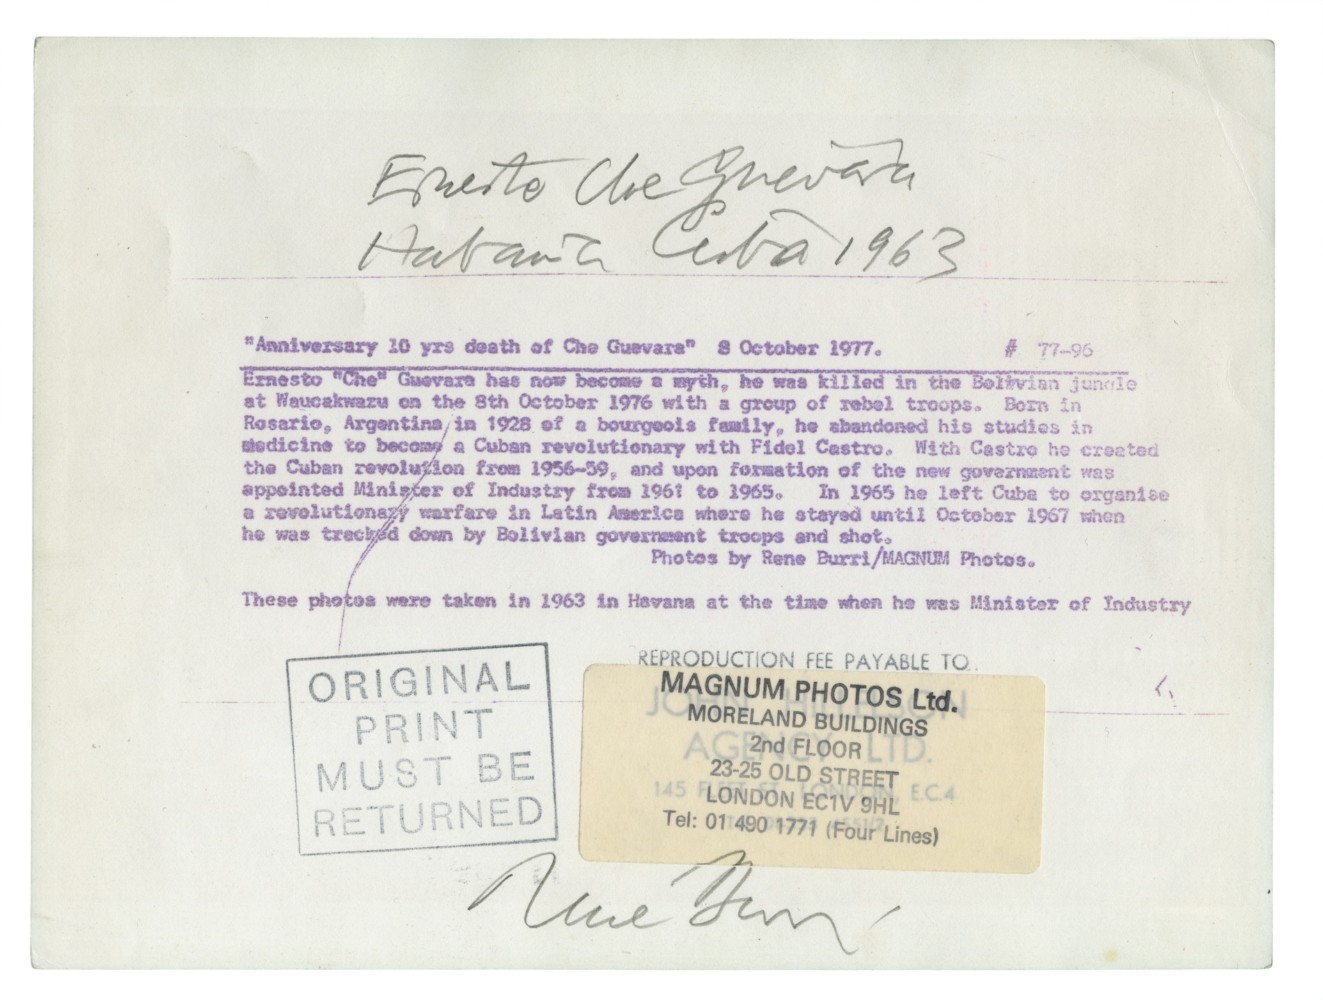 Ernesto Che Guevara
Habana Cuba 1963
"Anniversary 10 yrs death of Che Guevara" 8 October 1977. # 77-96
Ernesto "Che" Guevara has now become a myth, he was killed in the Bolivian jungle
at Waucakwazu on the 8th October 1976 with a group of rebel troops. Born in
Rosario, Argentina in 1928 of a bourgeois family, he abandoned his studies in
medicine to become a Cuban revolutionary with Fidel Castro. With Castro he created
the Cuban revolution from 1956-59, and upon formation of the new government was
appointed Minister of Industry from 1961 to 1965. In 1965 he left Cuba to organise
a revolutionary warfare in Latin America where he stayed until October 1967 when
he was tracked down by Bolivian government troops and shot.
Photos by Rene Burri/MAGNUM Photos.
These photos were taken in 1963 in Havana at the time when he was Minister of Industry
ORIGINAL
PRINT
MUST BE
RETURNED
REPRODUCTION FEE PAYABLE TO
MAGNUM PHOTOS Ltd.
MORELAND BUILDINGS
2nd FLOOR
23-25 OLD STREET
LONDON EC1V 9HL
Tel: 01 490 1771 (Four Lines)
JOHN
AGENCY LTD.
145 FLEET ST. LONDON, E.C.4
René Burri